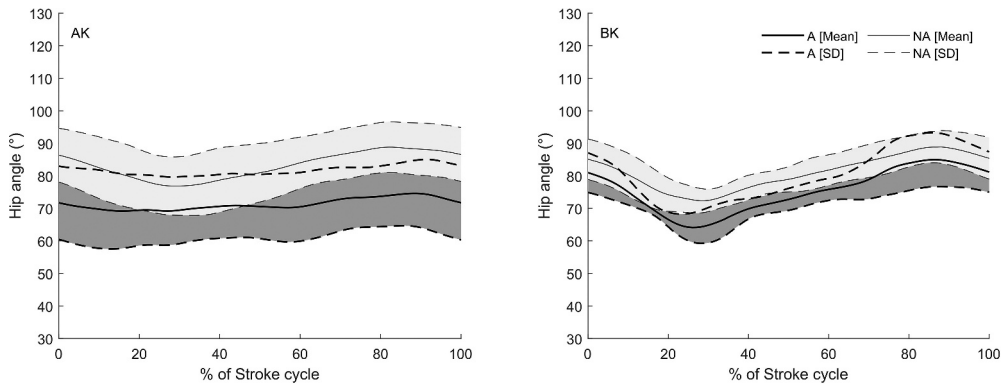 AK
130
120
110
100
90
80
70
60
50
40
30
Hip angle (°)
0 20 40 60 80 100
% of Stroke cycle
BK
A [Mean] NA [Mean]
A [SD] NA [SD]
130
120
110
100
90
80
70
60
50
40
30
Hip angle (°)
0 20 40 60 80 100
% of Stroke cycle